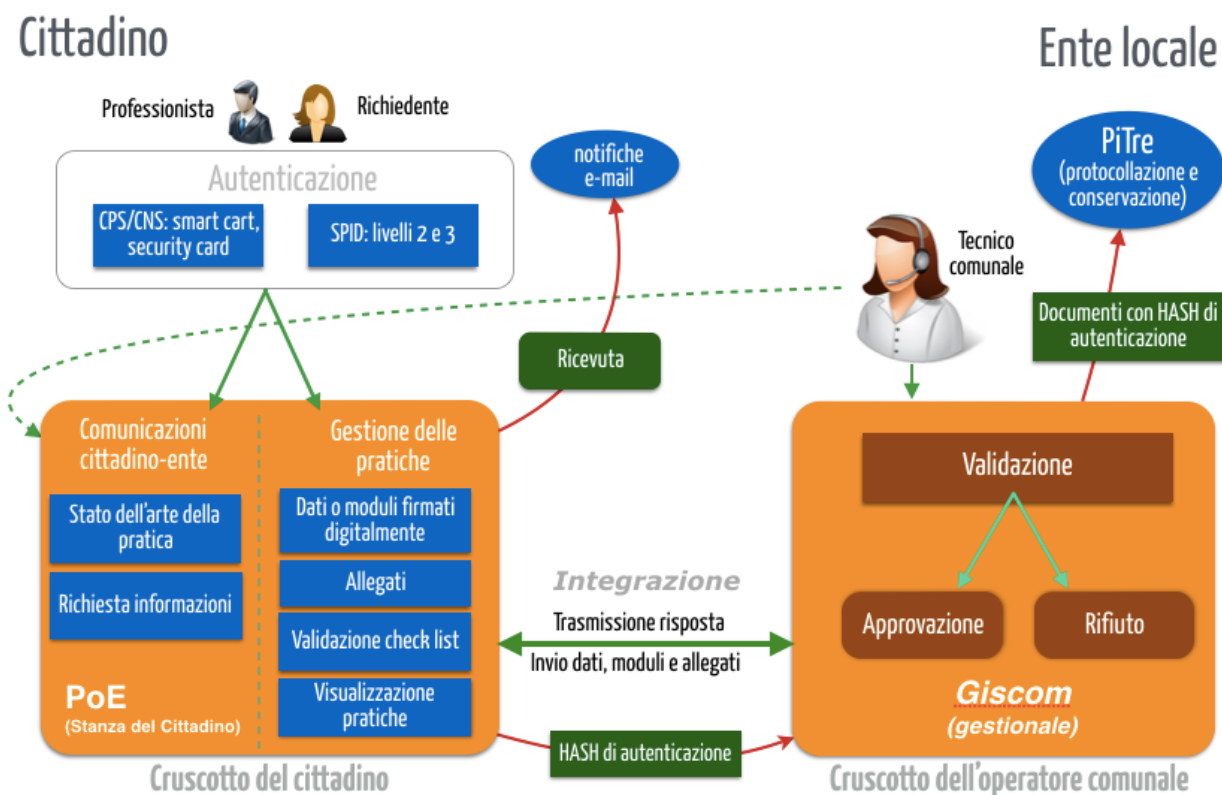 Cittadino
Ente locale
Professionista
Richiedente
Autenticazione
CPS/CNS: smart cart,
security card
SPID: livelli 2 e 3
notifiche
e-mail
PiTre
(protocollazione e
conservazione)
Tecnico
comunale
Documenti con HASH di
autenticazione
Ricevuta
Comunicazioni
cittadino-ente
Stato dell'arte della
pratica
Richiesta informazioni
PoE
(Stanza del Cittadino)
Gestione delle
pratiche
Dati o moduli firmati
digitalmente
Allegati
Validazione check list
Visualizzazione
pratiche
Integrazione
Trasmissione risposta
Invio dati, moduli e allegati
HASH di autenticazione
Validazione
Approvazione
Rifiuto
Giscom
(gestionale)
Cruscotto del cittadino
Cruscotto dell'operatore comunale